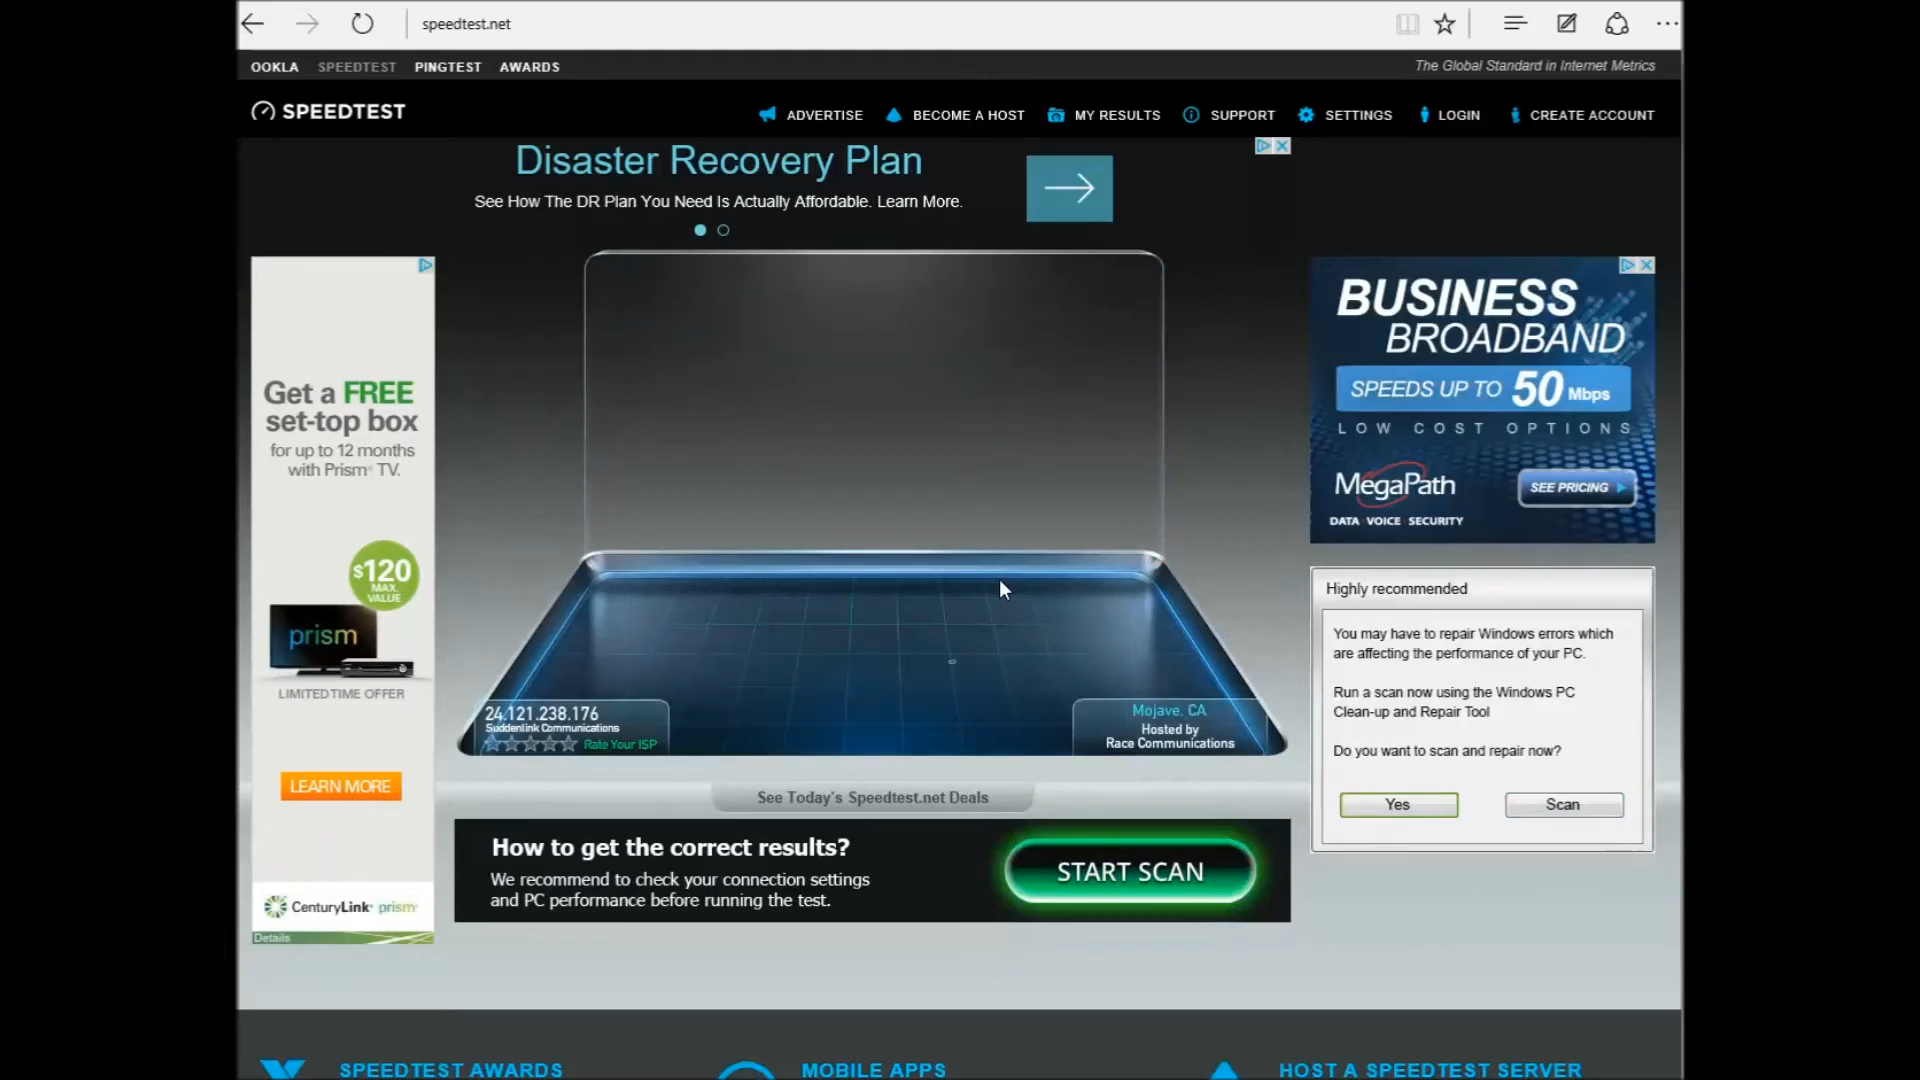 speedtest.net
OOKLA SPEEDTEST PINGTEST AWARDS
The Global Standard in Internet Metrics
SPEEDTEST
ADVERTISE BECOME A HOST MY RESULTS SUPPORT SETTINGS LOGIN CREATE ACCOUNT
Disaster Recovery Plan
See How The DR Plan You Need Is Actually Affordable. Learn More.
Get a FREE
set-top box
for up to 12 months
with Prism® TV.
$120
MAX.
VALUE
prism
LIMITED TIME OFFER
LEARN MORE
CenturyLink® prism™
Details
24.121.238.176
Suddenlink Communications
Rate Your ISP
Mojave, CA
Hosted by
Race Communications
See Today's Speedtest.net Deals
How to get the correct results?
We recommend to check your connection settings
and PC performance before running the test.
START SCAN
BUSINESS
BROADBAND
SPEEDS UP TO 50 Mbps
LOW COST OPTIONS
MegaPath
DATA VOICE SECURITY
SEE PRICING
Highly recommended
You may have to repair Windows errors which
are affecting the performance of your PC.
Run a scan now using the Windows PC
Clean-up and Repair Tool
Do you want to scan and repair now?
Yes Scan
SPEEDTEST AWARDS
MOBILE APPS
HOST A SPEEDTEST SERVER